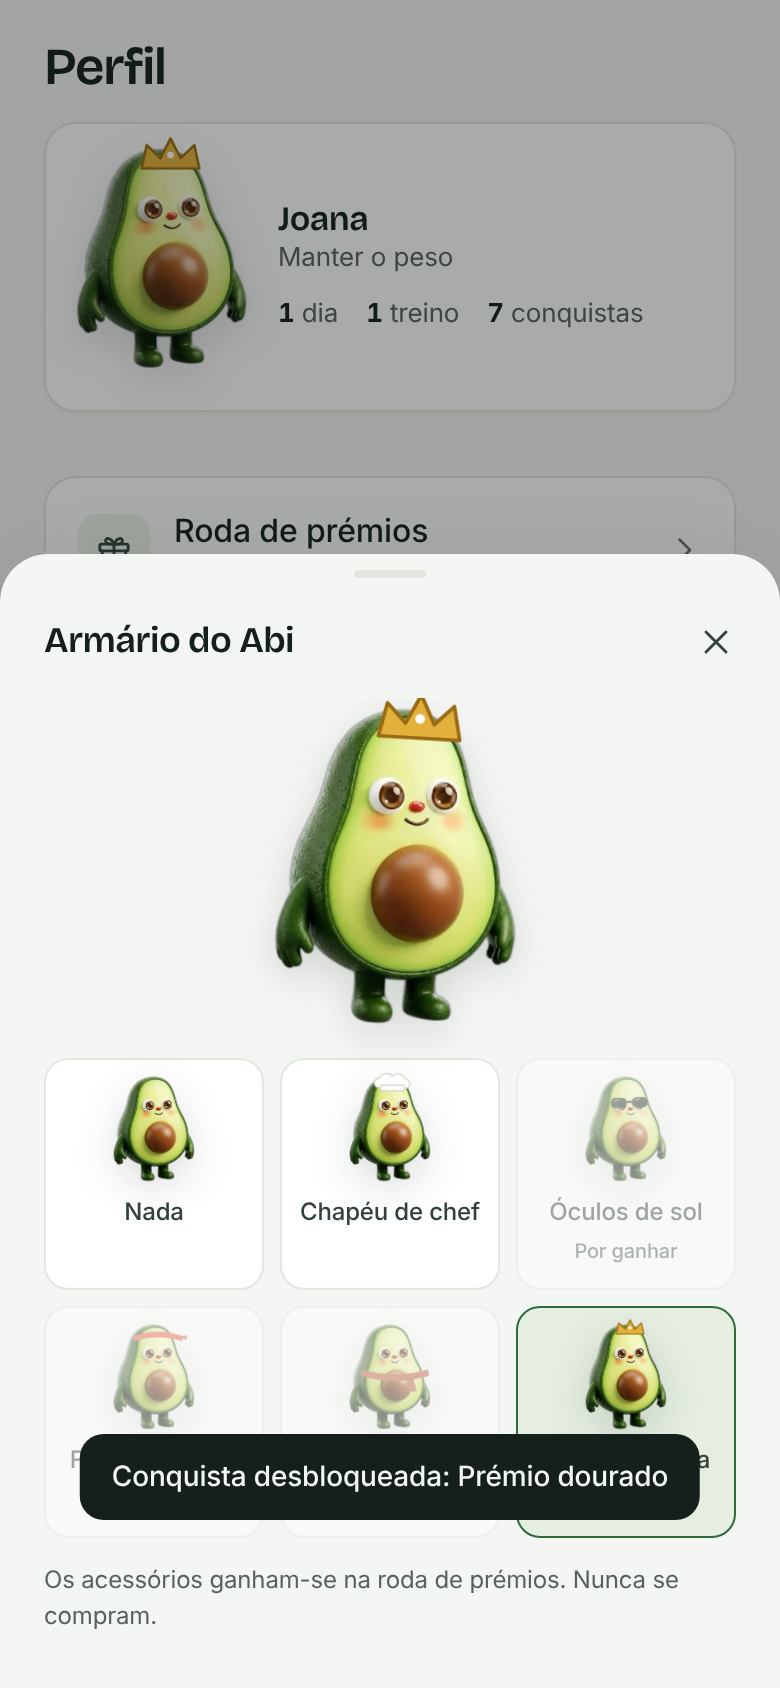 Perfil
Joana
Manter o peso
1 dia 1 treino 7 conquistas
Roda de prémios
Armário do Abi
Nada
Chapéu de chef
Óculos de sol
Por ganhar
Conquista desbloqueada: Prémio dourado
Os acessórios ganham-se na roda de prémios. Nunca se
compram.